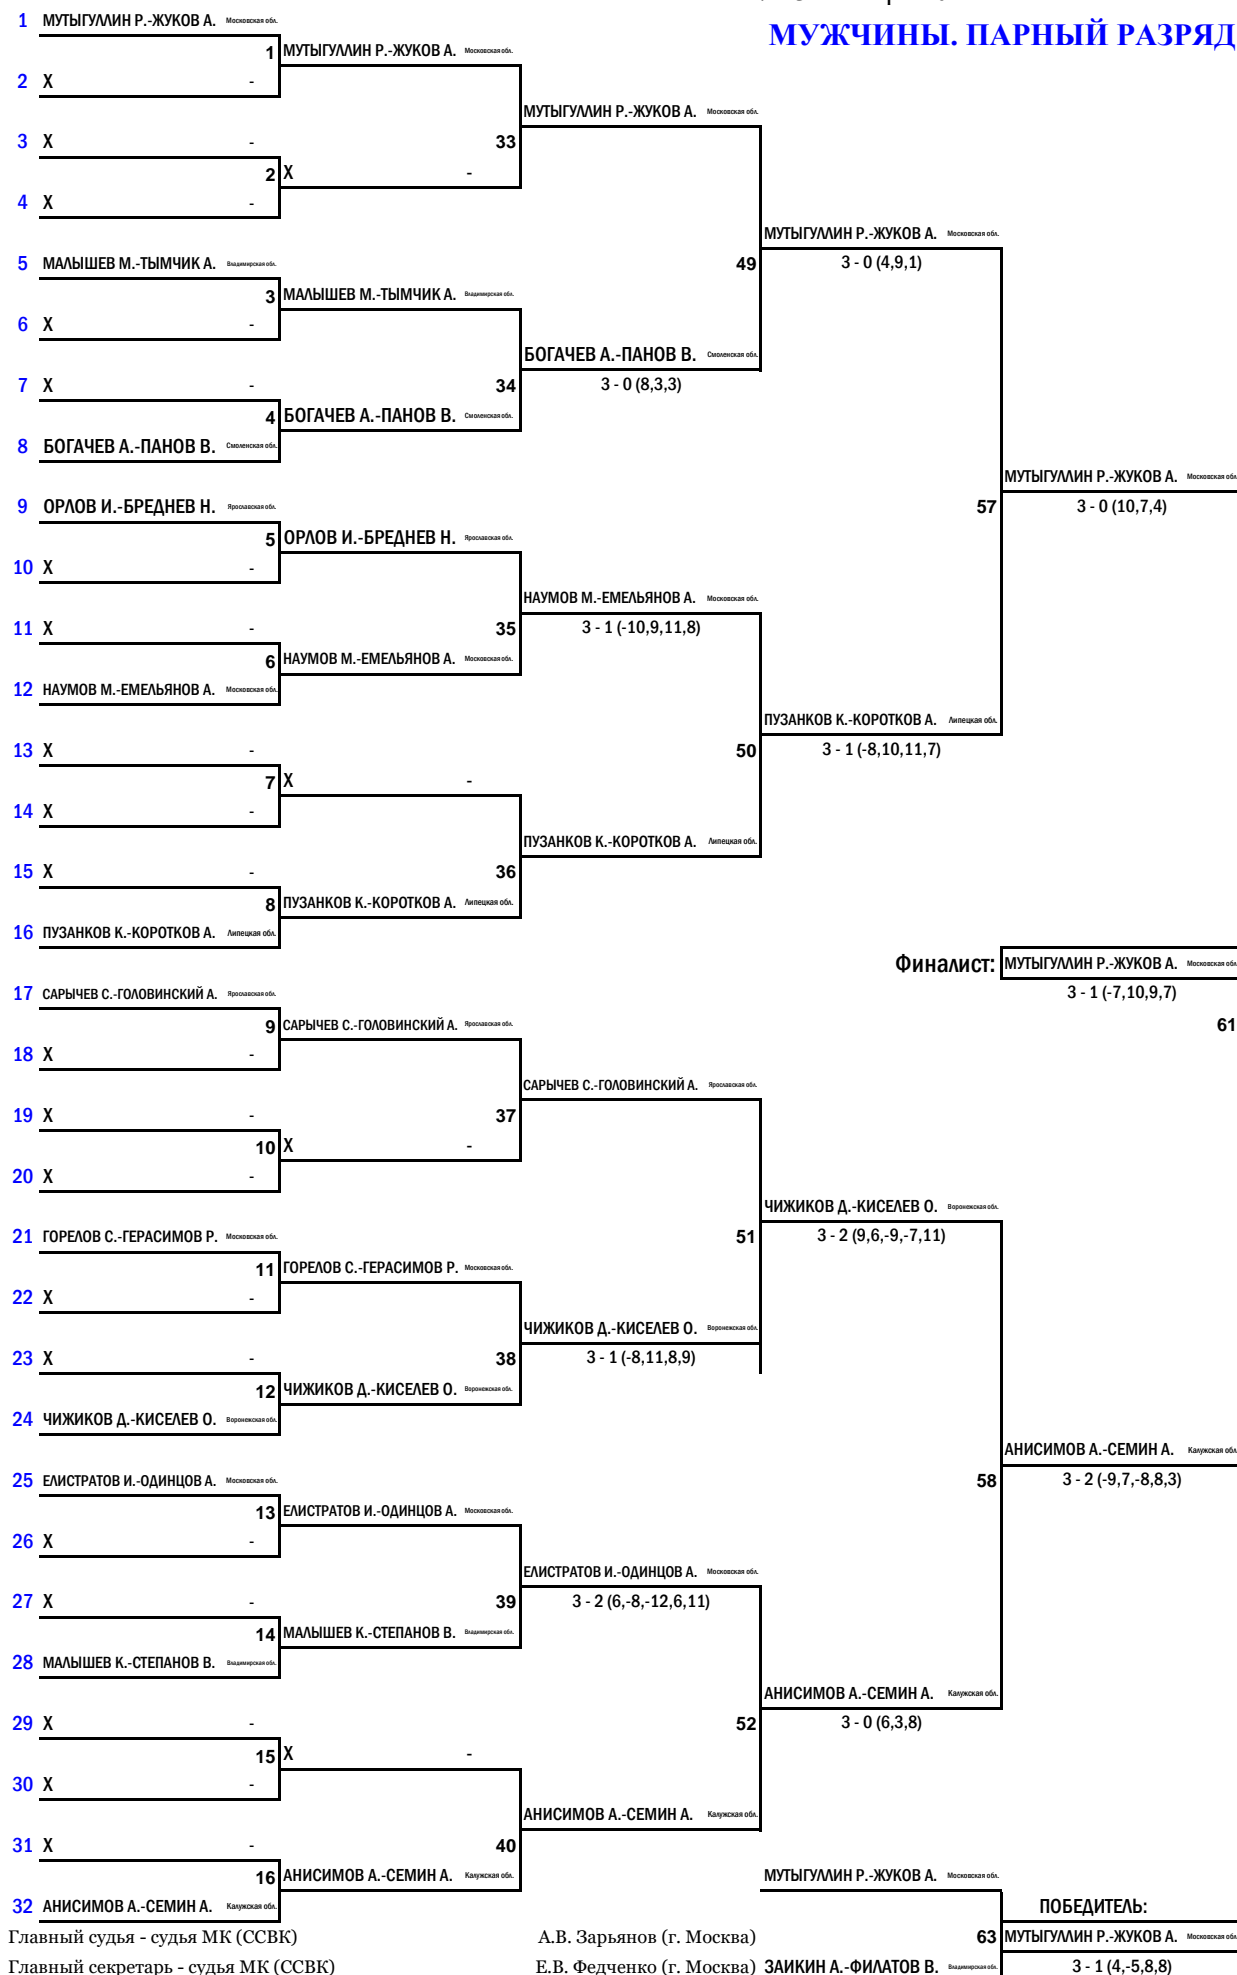 МУЖЧИНЫ. ПАРНЫЙ РАЗРЯД
1 МУТЫГУЛЛИН Р.-ЖУКОВ А. Московская обл.
1 МУТЫГУЛЛИН Р.-ЖУКОВ А. Московская обл.
2 X -
МУТЫГУЛЛИН Р.-ЖУКОВ А. Московская обл.
3 X - 33
2 X -
4 X -
МУТЫГУЛЛИН Р.-ЖУКОВ А. Московская обл.
5 МАЛЫШЕВ М.-ТЫМЧИК А. Владимирская обл. 49 3 - 0 (4,9,1)
3 МАЛЫШЕВ М.-ТЫМЧИК А. Владимирская обл.
6 X -
БОГАЧЕВ А.-ПАНОВ В. Смоленская обл.
7 X - 34 3 - 0 (8,3,3)
4 БОГАЧЕВ А.-ПАНОВ В. Смоленская обл.
8 БОГАЧЕВ А.-ПАНОВ В. Смоленская обл.
МУТЫГУЛЛИН Р.-ЖУКОВ А. Московская обл.
9 ОРЛОВ И.-БРЕДНЕВ Н. Ярославская обл. 57 3 - 0 (10,7,4)
5 ОРЛОВ И.-БРЕДНЕВ Н. Ярославская обл.
10 X -
НАУМОВ М.-ЕМЕЛЬЯНОВ А. Московская обл.
11 X - 35 3 - 1 (-10,9,11,8)
6 НАУМОВ М.-ЕМЕЛЬЯНОВ А. Московская обл.
12 НАУМОВ М.-ЕМЕЛЬЯНОВ А. Московская обл.
ПУЗАНКОВ К.-КОРОТКОВ А. Липецкая обл.
13 X - 50 3 - 1 (-8,10,11,7)
7 X -
14 X -
ПУЗАНКОВ К.-КОРОТКОВ А. Липецкая обл.
15 X - 36
8 ПУЗАНКОВ К.-КОРОТКОВ А. Липецкая обл.
16 ПУЗАНКОВ К.-КОРОТКОВ А. Липецкая обл.
Финалист: МУТЫГУЛЛИН Р.-ЖУКОВ А. Московская обл.
17 САРЫЧЕВ С.-ГОЛОВИНСКИЙ А. Ярославская обл. 3 - 1 (-7,10,9,7)
9 САРЫЧЕВ С.-ГОЛОВИНСКИЙ А. Ярославская обл. 61
18 X -
САРЫЧЕВ С.-ГОЛОВИНСКИЙ А. Ярославская обл.
19 X - 37
10 X -
20 X -
ЧИЖИКОВ Д.-КИСЕЛЕВ О. Воронежская обл.
21 ГОРЕЛОВ С.-ГЕРАСИМОВ Р. Московская обл. 51 3 - 2 (9,6,-9,-7,11)
11 ГОРЕЛОВ С.-ГЕРАСИМОВ Р. Московская обл.
22 X -
ЧИЖИКОВ Д.-КИСЕЛЕВ О. Воронежская обл.
23 X - 38 3 - 1 (-8,11,8,9)
12 ЧИЖИКОВ Д.-КИСЕЛЕВ О. Воронежская обл.
24 ЧИЖИКОВ Д.-КИСЕЛЕВ О. Воронежская обл.
АНИСИМОВ А.-СЕМИН А. Калужская обл.
25 ЕЛИСТРАТОВ И.-ОДИНЦОВ А. Московская обл. 58 3 - 2 (-9,7,-8,8,3)
13 ЕЛИСТРАТОВ И.-ОДИНЦОВ А. Московская обл.
26 X -
ЕЛИСТРАТОВ И.-ОДИНЦОВ А. Московская обл.
27 X - 39 3 - 2 (6,-8,-12,6,11)
14 МАЛЫШЕВ К.-СТЕПАНОВ В. Владимирская обл.
28 МАЛЫШЕВ К.-СТЕПАНОВ В. Владимирская обл.
АНИСИМОВ А.-СЕМИН А. Калужская обл.
29 X - 52 3 - 0 (6,3,8)
15 X -
30 X -
АНИСИМОВ А.-СЕМИН А. Калужская обл.
31 X - 40
16 АНИСИМОВ А.-СЕМИН А. Калужская обл. МУТЫГУЛЛИН Р.-ЖУКОВ А. Московская обл.
32 АНИСИМОВ А.-СЕМИН А. Калужская обл. ПОБЕДИТЕЛЬ:
Главный судья - судья МК (ССВК) А.В. Зарьянов (г. Москва) 63 МУТЫГУЛЛИН Р.-ЖУКОВ А. Московская обл.
Главный секретарь - судья МК (ССВК) Е.В. Федченко (г. Москва) ЗАИКИН А.-ФИЛАТОВ В. Владимирская обл. 3 - 1 (4,-5,8,8)